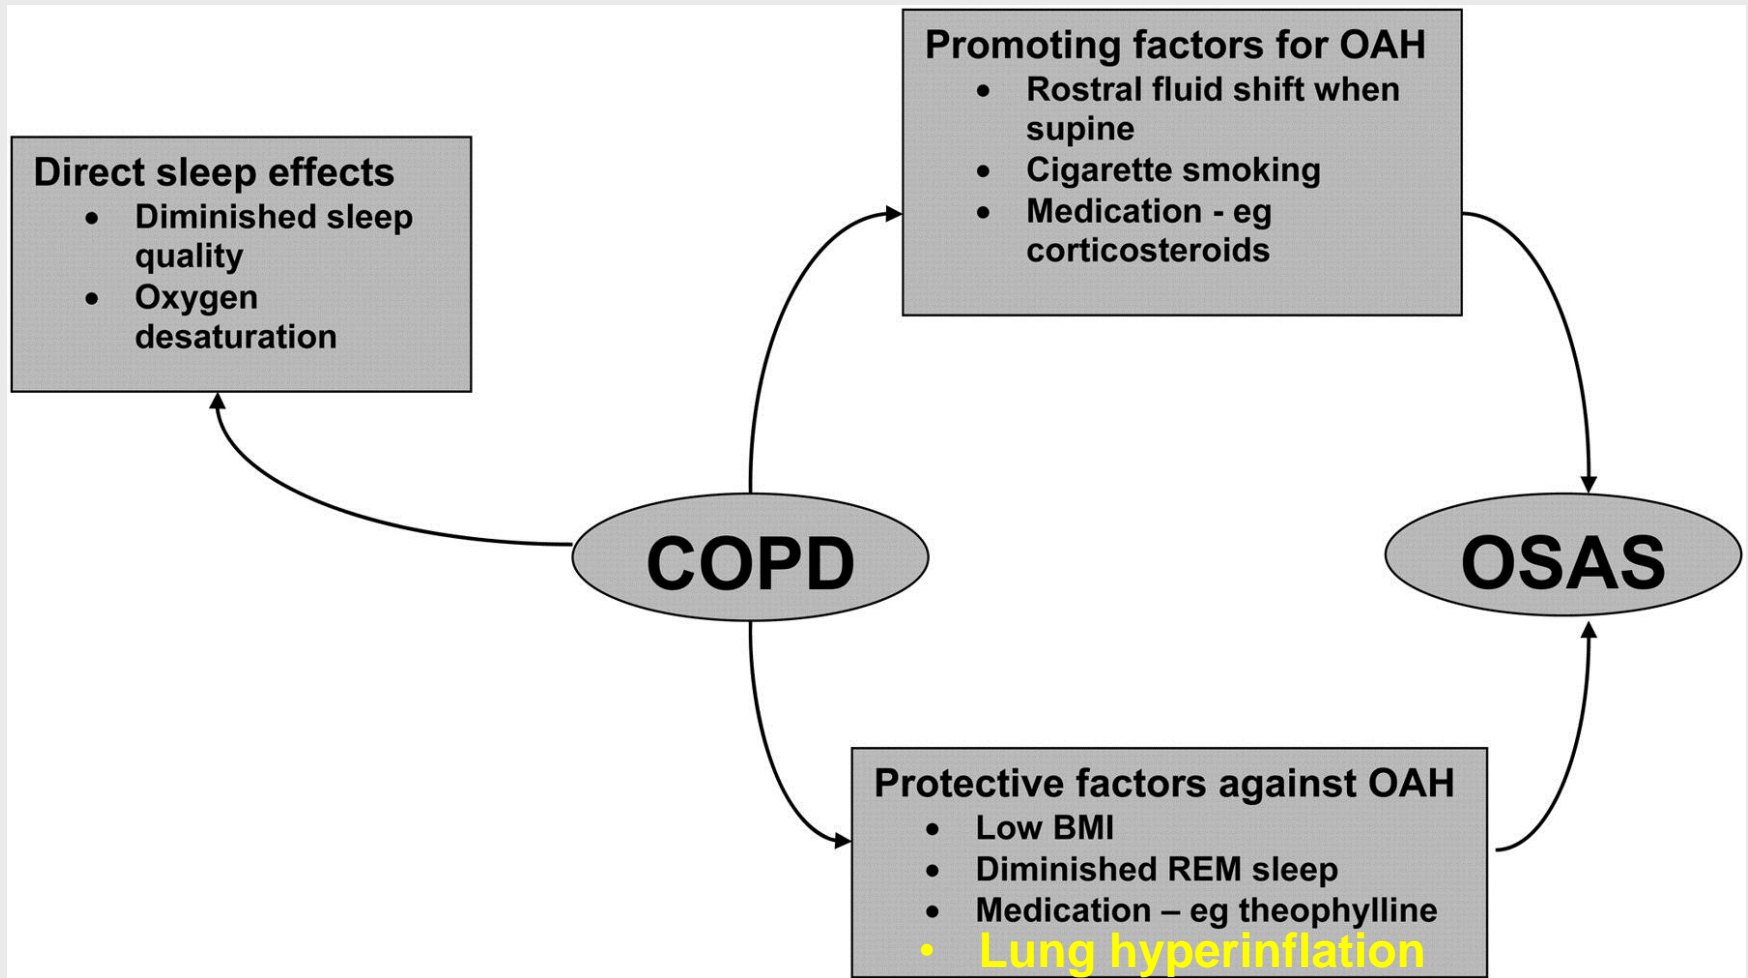 Promoting factors for OAH
• Rostral fluid shift when
supine
• Cigarette smoking
• Medication - eg
corticosteroids
Direct sleep effects
• Diminished sleep
quality
• Oxygen
desaturation
COPD
OSAS
Protective factors against OAH
• Low BMI
• Diminished REM sleep
• Medication – eg theophylline
• Lung hyperinflation